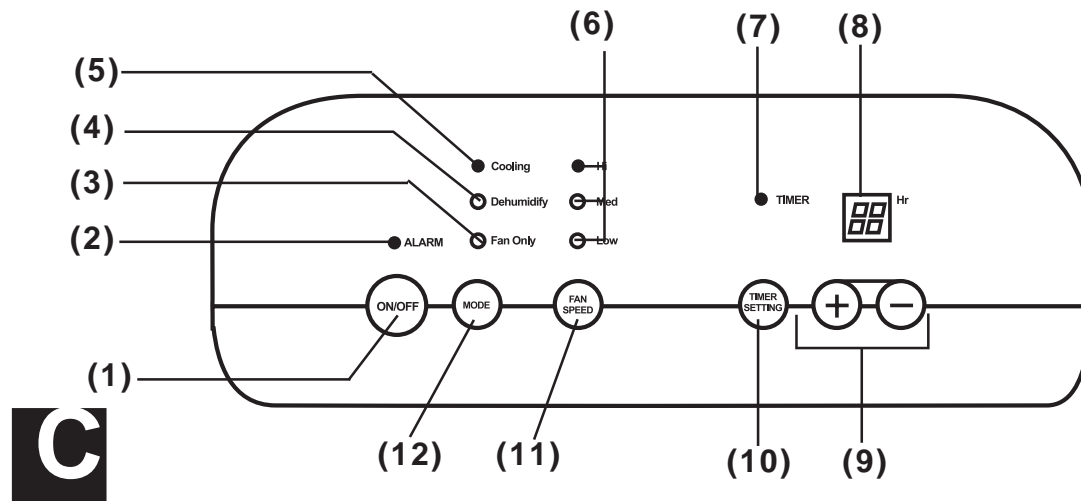 (6) (7) (8)
(5)
(4)
Cooling Hi
(3)
Dehumidify Med TIMER Hr
(2) ALARM Fan Only Low
ON/OFF MODE FAN SPEED TIMER SETTING + −
(1)
C (12) (11) (10) (9)